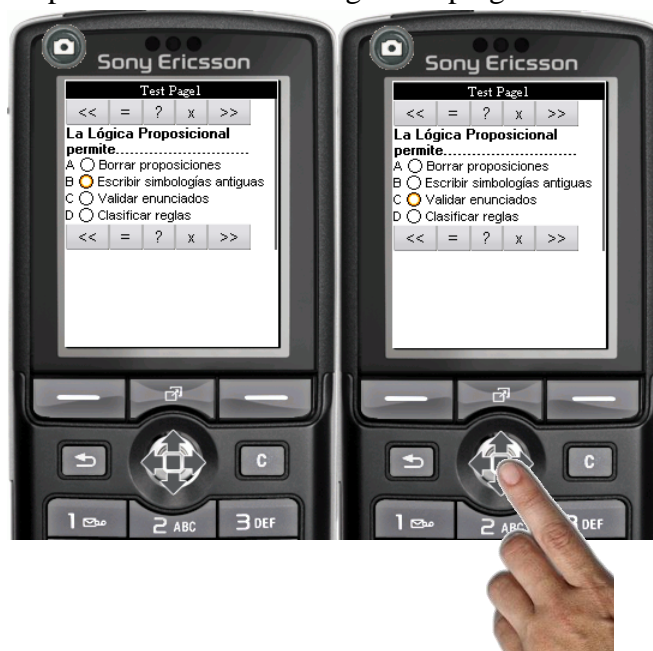 Sony Ericsson
Test Page1
<< = ? x >>
La Lógica Proposicional
permite..............................
A Borrar proposiciones
B Escribir simbologías antiguas
C Validar enunciados
D Clasificar reglas
<< = ? x >>
C
1
2 ABC
3 DEF
Sony Ericsson
Test Page1
<< = ? x >>
La Lógica Proposicional
permite..............................
A Borrar proposiciones
B Escribir simbologías antiguas
C Validar enunciados
D Clasificar reglas
<< = ? x >>
C
1
2 ABC
3 DEF